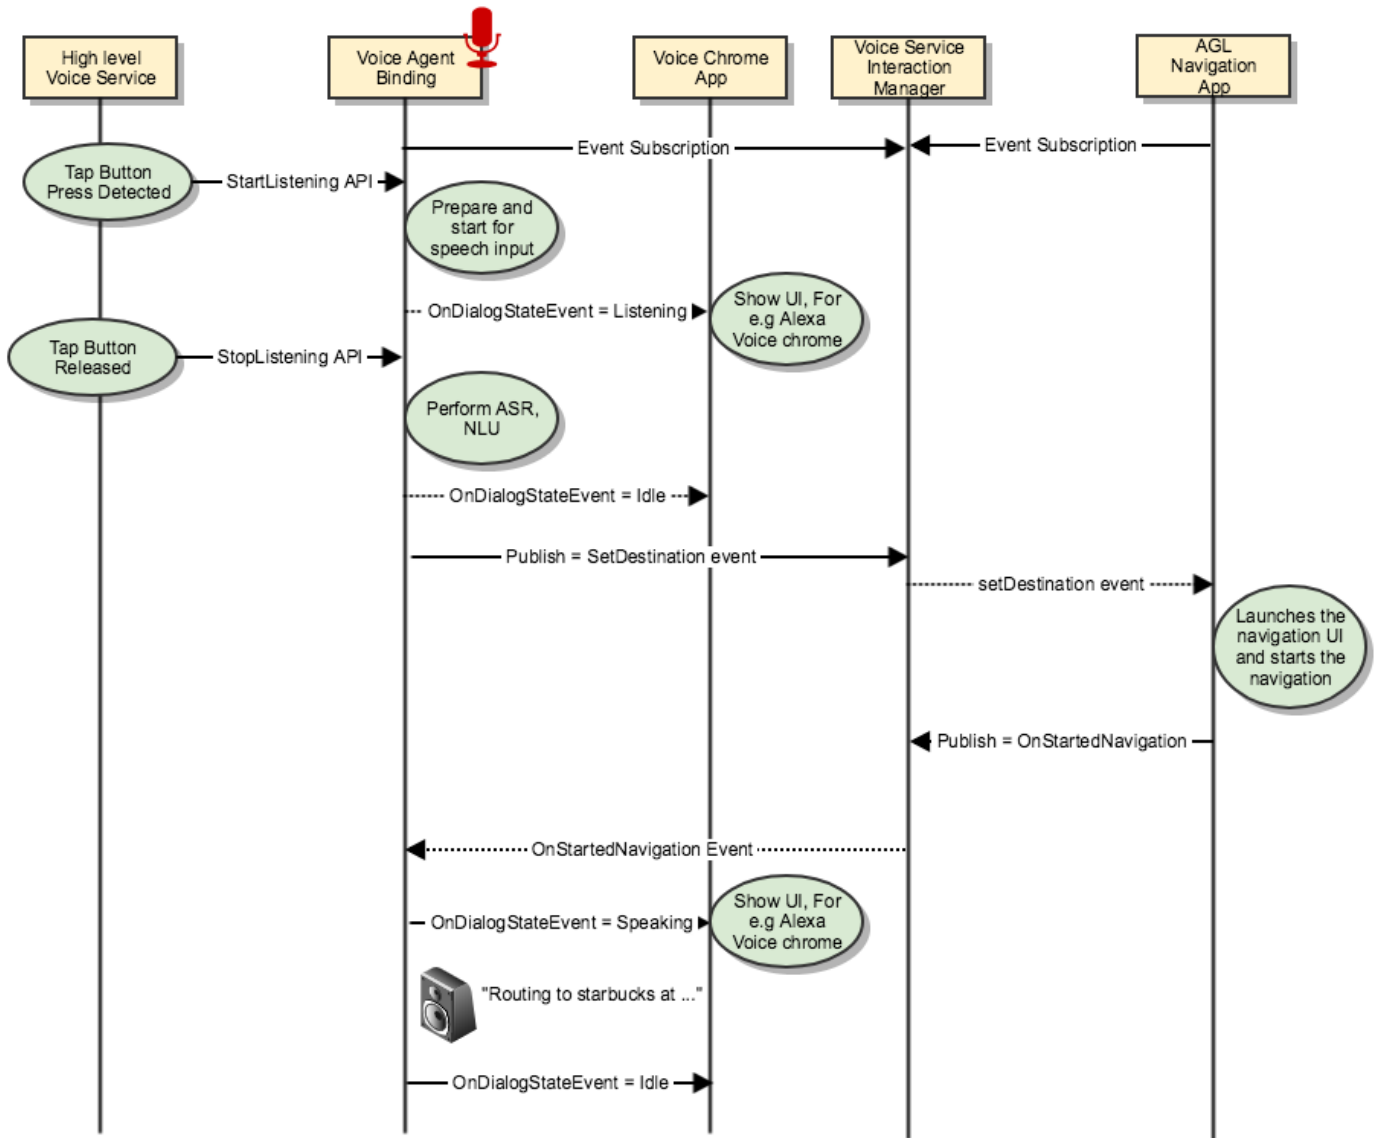 High level
Voice Service
Voice Agent
Binding
Voice Chrome
App
Voice Service
Interaction
Manager
AGL
Navigation
App
Event Subscription
Event Subscription
Tap Button
Press Detected
StartListening API
Prepare and
start for
speech input
OnDialogStateEvent = Listening
Show UI, For
e.g Alexa
Voice chrome
Tap Button
Released
StopListening API
Perform ASR,
NLU
OnDialogStateEvent = Idle
Publish = SetDestination event
setDestination event
Launches the
navigation UI
and starts the
navigation
Publish = OnStartedNavigation
OnStartedNavigation Event
OnDialogStateEvent = Speaking
Show UI, For
e.g Alexa
Voice chrome
"Routing to starbucks at ..."
OnDialogStateEvent = Idle